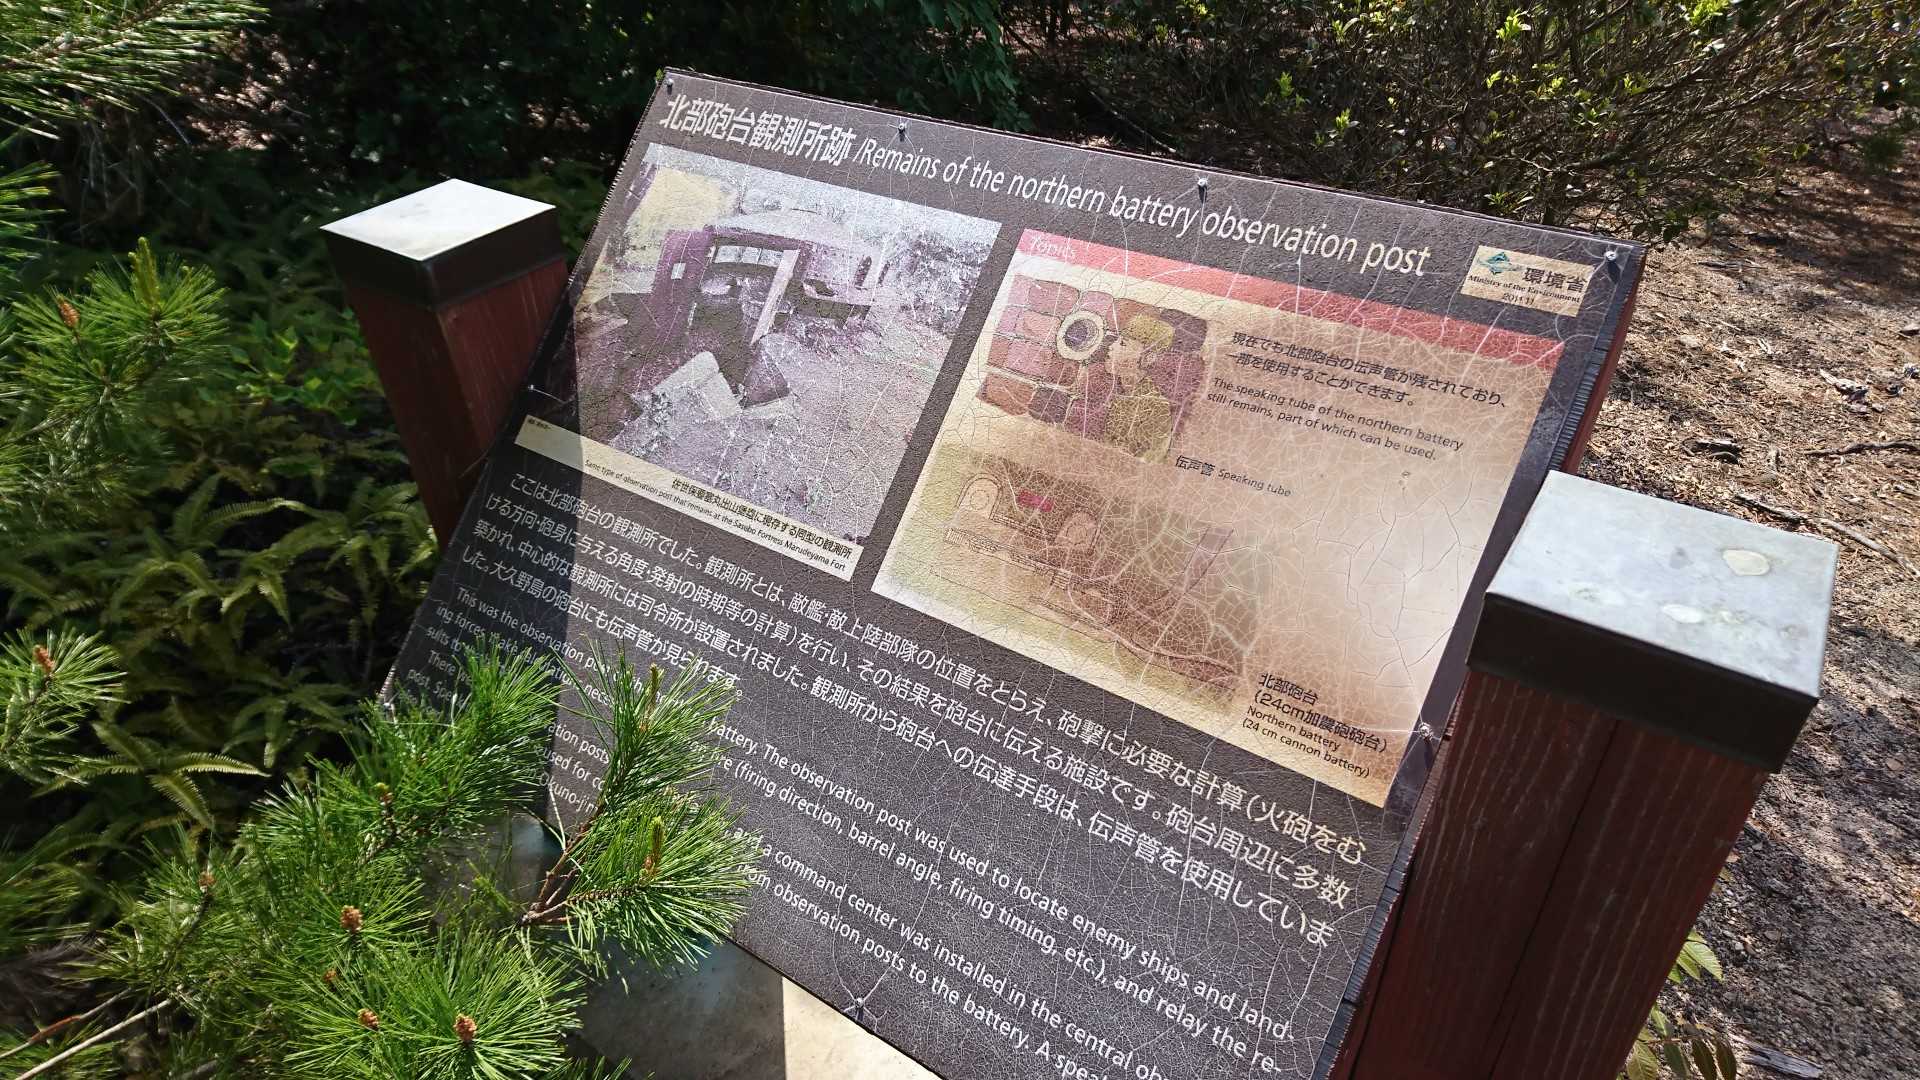 北部砲台観測所跡 /Remains of the northern battery observation post
環境省
Ministry of the Environment
2011.11
Topics
現在でも北部砲台の伝声管が残されており、
一部を使用することができます。
The speaking tube of the northern battery
still remains, part of which can be used.
伝声管 Speaking tube
北部砲台
(24cm加農砲砲台)
Northern battery
(24 cm cannon battery)
佐世保要塞丸出山堡塁に現存する同型の観測所
Same type of observation post that remains at the Sasebo Fortress Marudeyama Fort
ここは北部砲台の観測所でした。観測所とは、敵艦・敵上陸部隊の位置をとらえ、砲撃に必要な計算(火砲をむ
ける方向・砲身に与える角度・発射の時期等の計算)を行い、その結果を砲台に伝える施設です。砲台周辺に多数
築かれ、中心的な観測所には司令所が設置されました。観測所から砲台への伝達手段は、伝声管を使用していま
した。大久野島の砲台にも伝声管が見られます。
This was the observation post of the northern battery. The observation post was used to locate enemy ships and land-
ing forces, make (firing direction, barrel angle, firing timing, etc.), and relay the re-
sults to and a command center was installed in the central
There from observation posts to the battery. A
post.